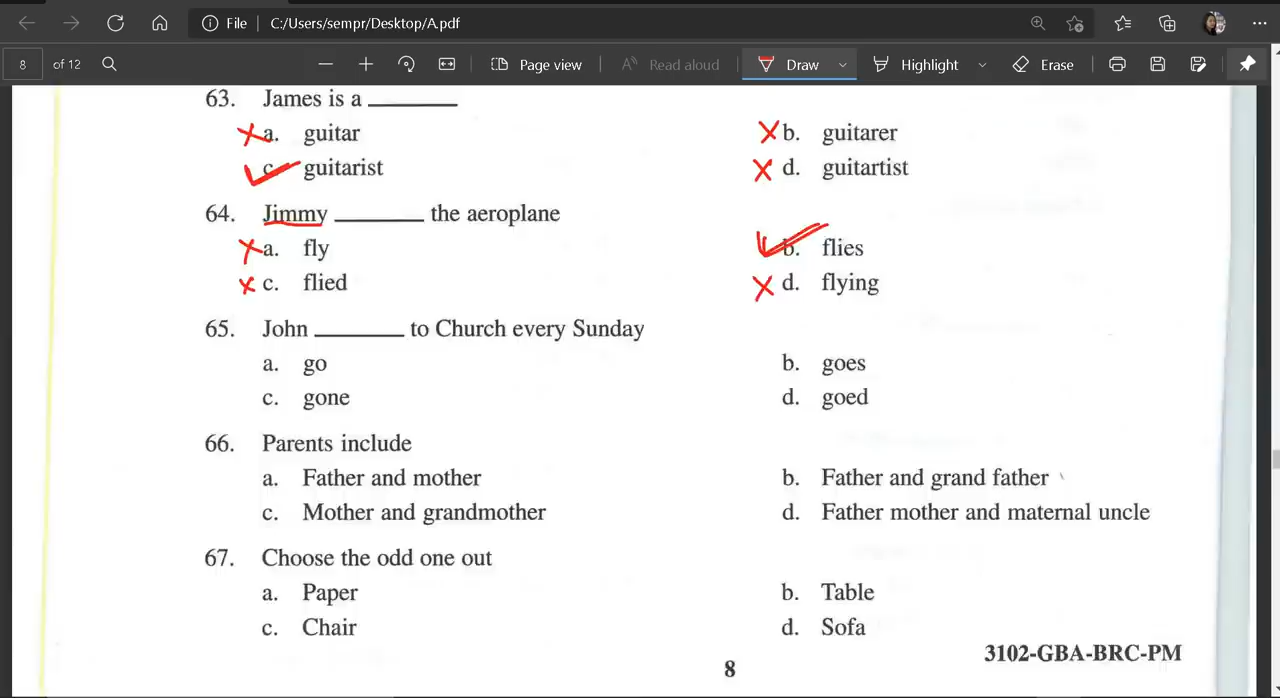 File C:/Users/sempr/Desktop/A.pdf
8 of 12 Page view Read aloud Draw Highlight Erase
63. James is a ________
a. guitar b. guitarer
c. guitarist d. guitartist
64. Jimmy ________ the aeroplane
a. fly b. flies
c. flied d. flying
65. John ________ to Church every Sunday
a. go b. goes
c. gone d. goed
66. Parents include
a. Father and mother b. Father and grand father
c. Mother and grandmother d. Father mother and maternal uncle
67. Choose the odd one out
a. Paper b. Table
c. Chair d. Sofa
3102-GBA-BRC-PM
8